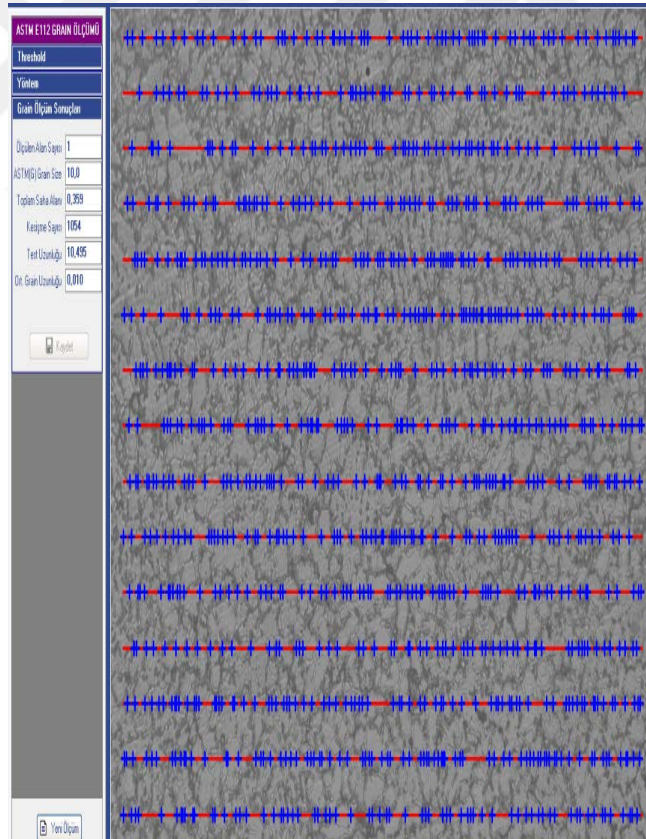 ASTM E112 GRAIN ÖLÇÜMÜ
Threshold
Yöntem
Grain Ölçüm Sonuçları
Ölçülen Alan Sayısı 1
ASTM(G) Grain Size 10,0
Toplam Saha Alanı 0,359
Kesişme Sayısı 1054
Test Uzunluğu 10,495
Ort. Grain Uzunluğu 0,010
Kaydet
Yeni Ölçüm